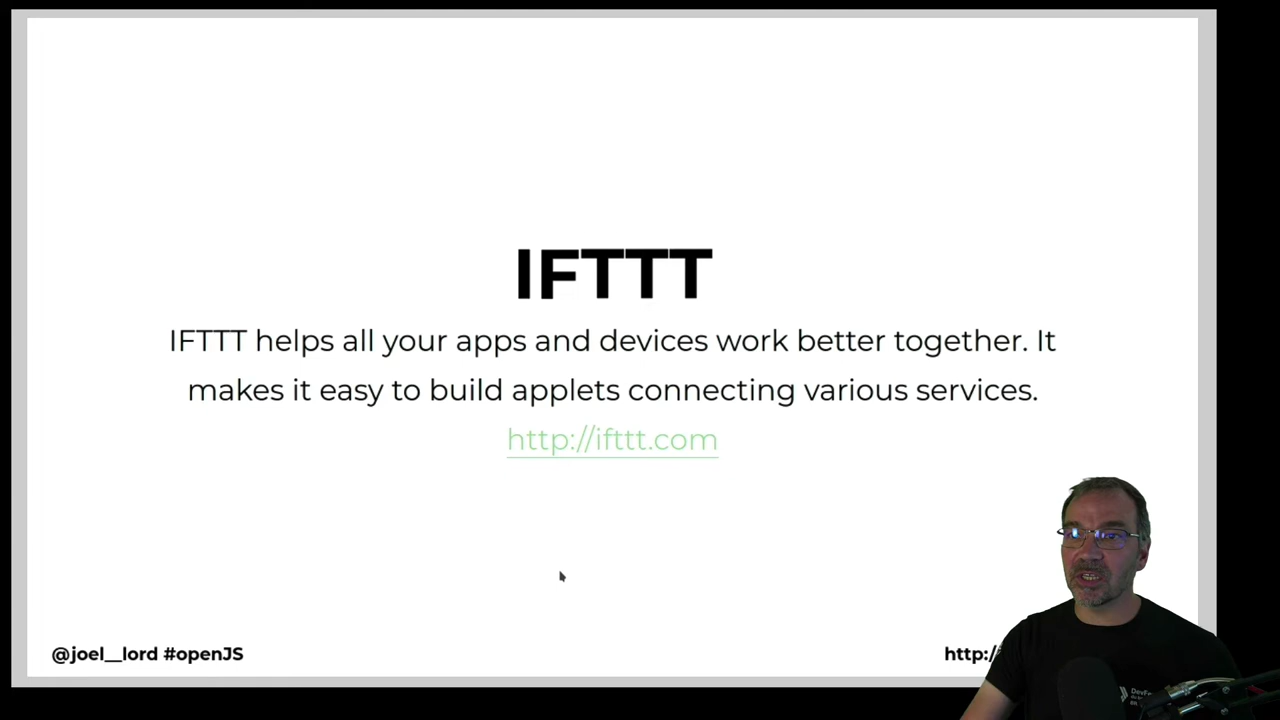 IFTTT
IFTTT helps all your apps and devices work better together. It
makes it easy to build applets connecting various services.
http://ifttt.com
@joel__lord #openJS
http:/